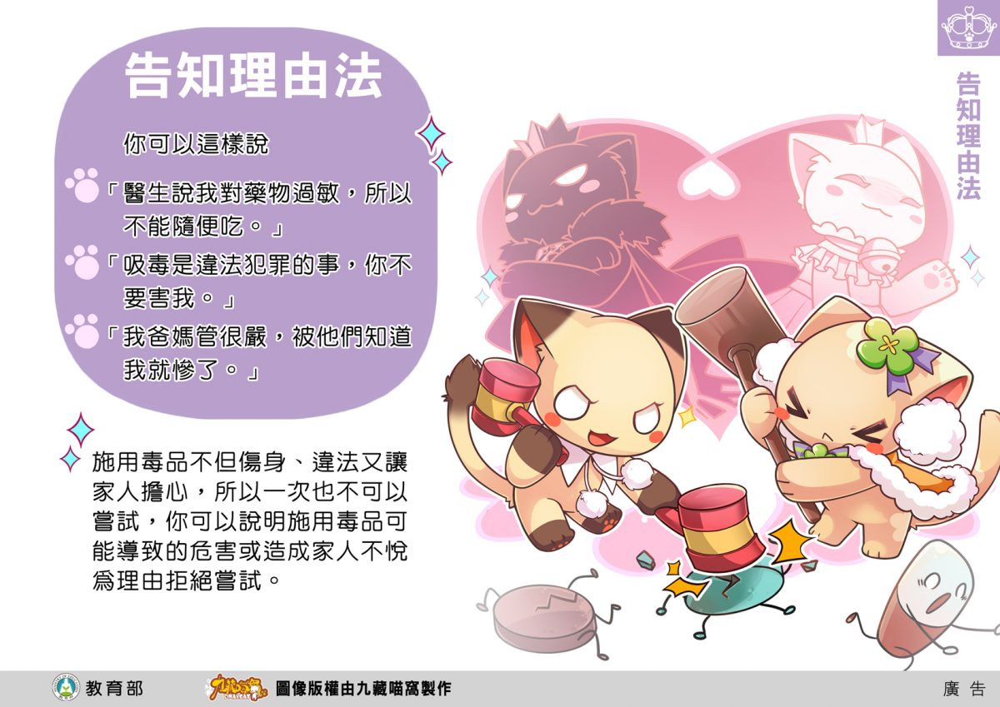 告知理由法
你可以這樣說
「醫生說我對藥物過敏，所以
不能隨便吃。」
「吸毒是違法犯罪的事，你不
要害我。」
「我爸媽管很嚴，被他們知道
我就慘了。」
施用毒品不但傷身、違法又讓
家人擔心，所以一次也不可以
嘗試，你可以說明施用毒品可
能導致的危害或造成家人不悅
為理由拒絕嘗試。
告知理由法
教育部
九藏喵窩
圖像版權由九藏喵窩製作
廣告